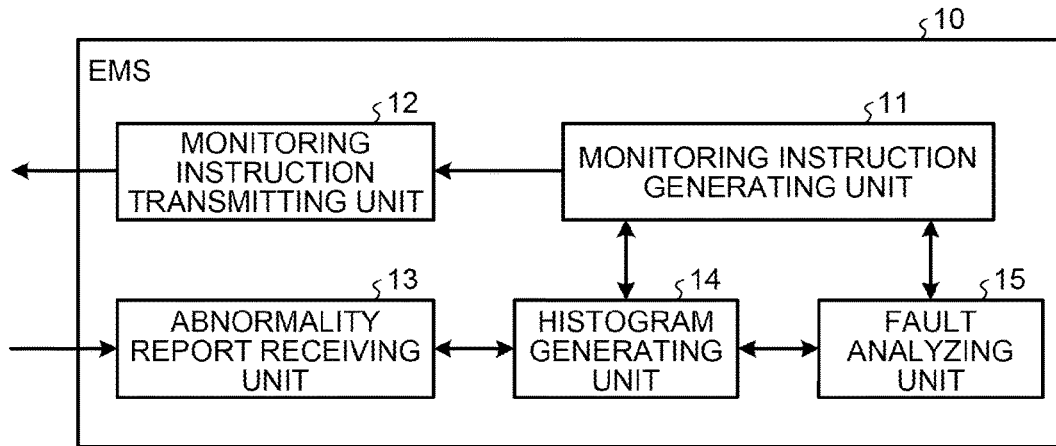 10
EMS
12
MONITORING
INSTRUCTION
TRANSMITTING UNIT
11
MONITORING INSTRUCTION
GENERATING UNIT
13
ABNORMALITY
REPORT RECEIVING
UNIT
14
HISTOGRAM
GENERATING
UNIT
15
FAULT
ANALYZING
UNIT